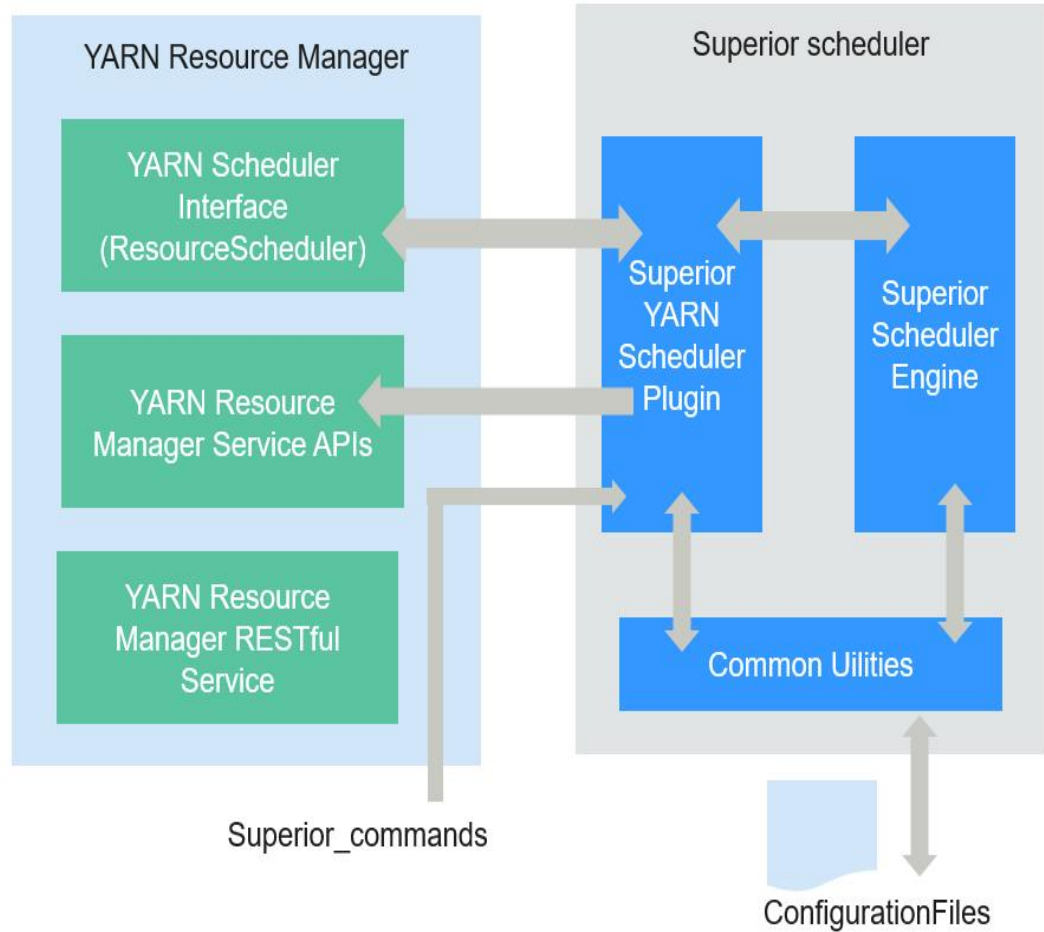 YARN Resource Manager
YARN Scheduler
Interface
(ResourceScheduler)
YARN Resource
Manager Service APIs
YARN Resource
Manager RESTful
Service
Superior_commands
Superior scheduler
Superior
YARN
Scheduler
Plugin
Superior
Scheduler
Engine
Common Uilities
ConfigurationFiles